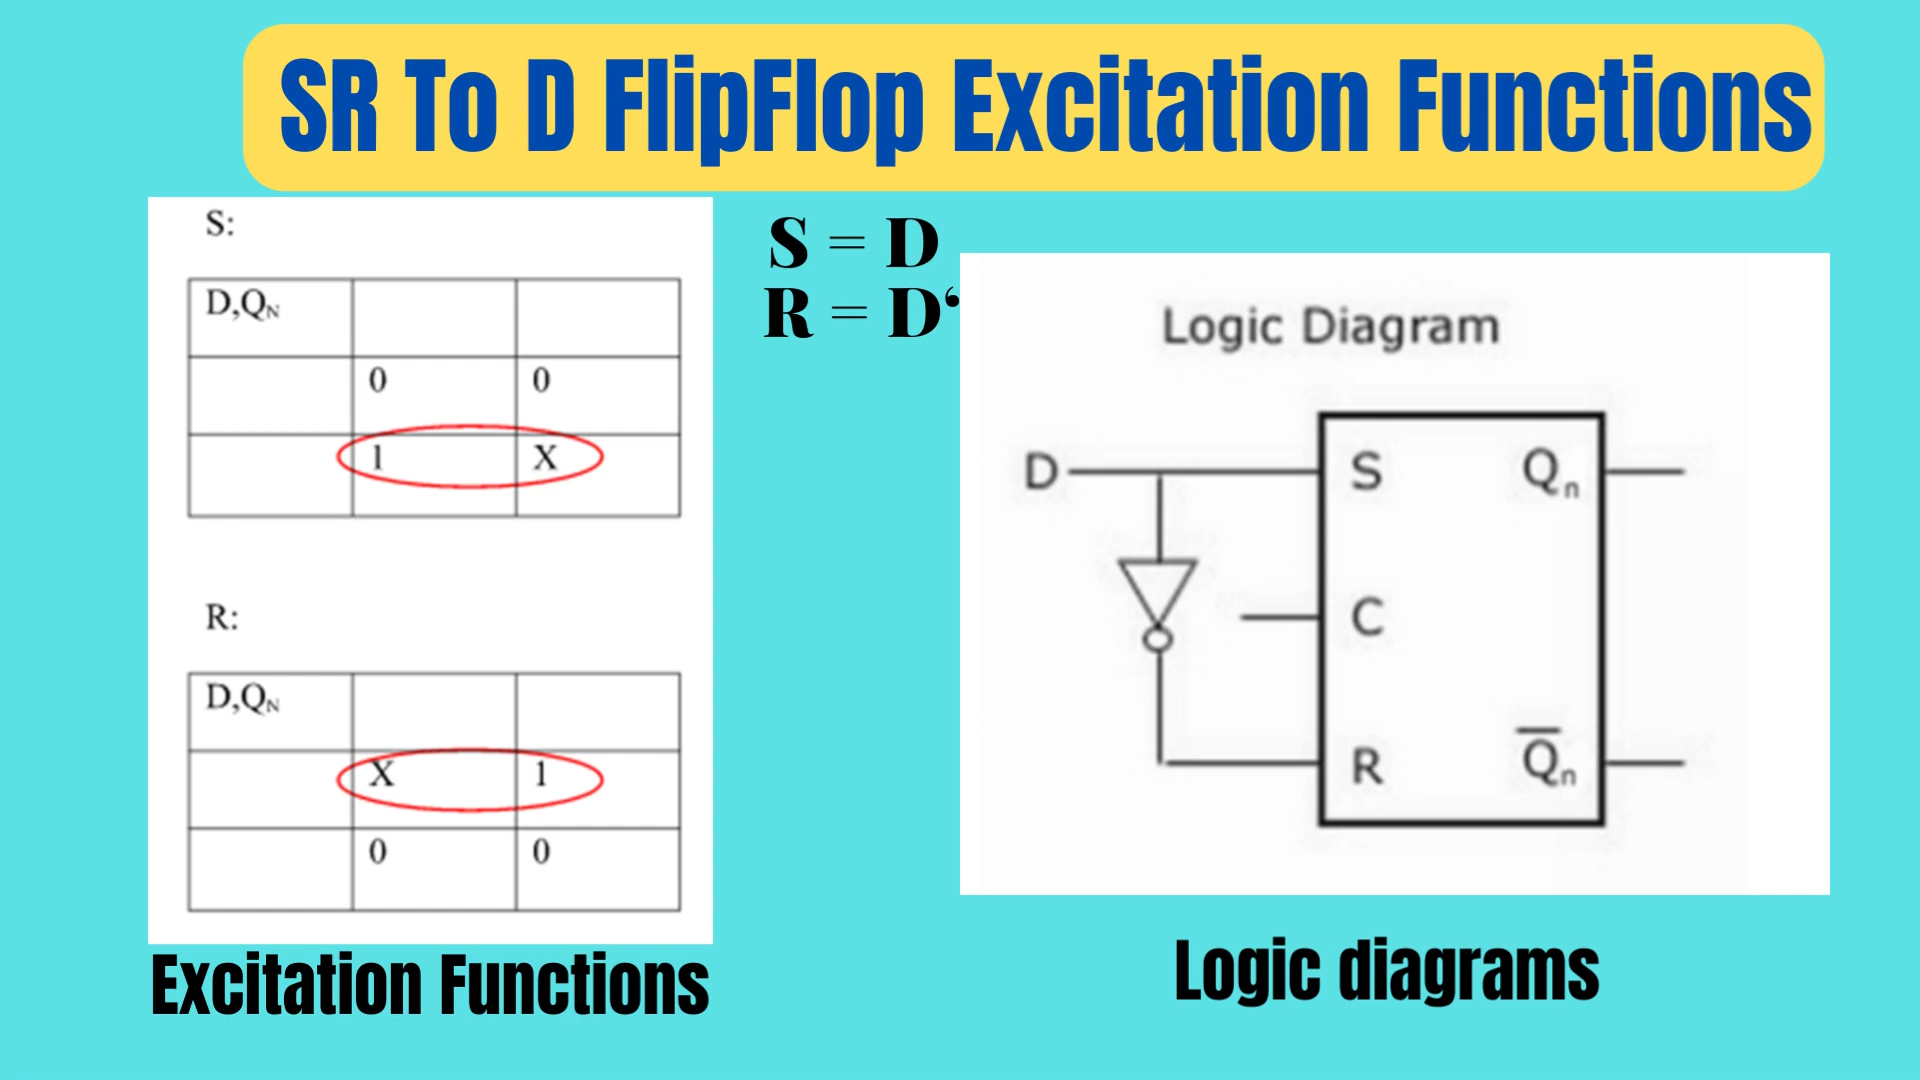 SR To D FlipFlop Excitation Functions
S:
D,QN
0 0
1 X
R:
D,QN
X 1
0 0
Excitation Functions
S = D
R = D‘
Logic Diagram
D S Qn
C
R Q̅n
Logic diagrams